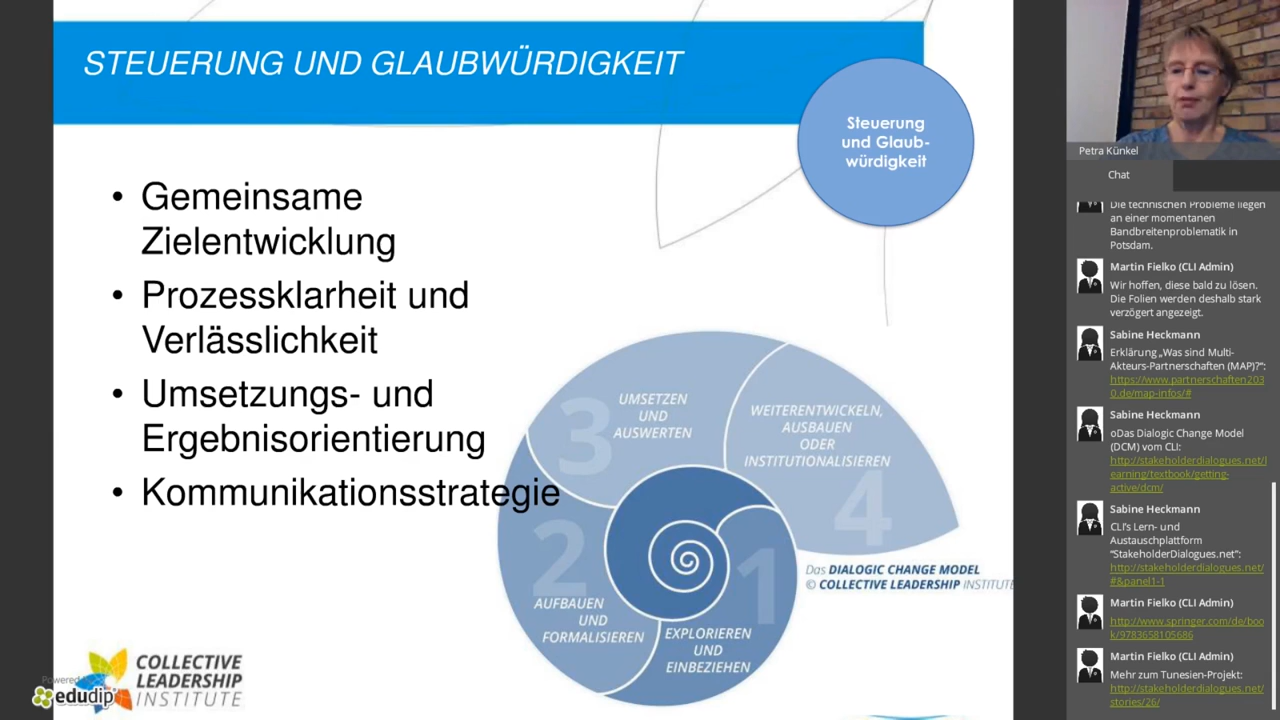 STEUERUNG UND GLAUBWÜRDIGKEIT
Steuerung
und Glaub-
würdigkeit
• Gemeinsame
Zielentwicklung
• Prozessklarheit und
Verlässlichkeit
• Umsetzungs- und
Ergebnisorientierung
• Kommunikationsstrategie
3
UMSETZEN
UND
AUSWERTEN
WEITERENTWICKELN,
AUSBAUEN
ODER
INSTITUTIONALISIEREN
4
2
AUFBAUEN
UND
FORMALISIEREN
1
EXPLORIEREN
UND
EINBEZIEHEN
Das DIALOGIC CHANGE MODEL
© COLLECTIVE LEADERSHIP INSTITUTE
COLLECTIVE
LEADERSHIP
INSTITUTE
Powered by
edudip
Petra Künkel
Chat
Die technischen Probleme liegen
an einer momentanen
Bandbreitenproblematik in
Potsdam.
Martin Fielko (CLI Admin)
Wir hoffen, diese bald zu lösen.
Die Folien werden deshalb stark
verzögert angezeigt.
Sabine Heckmann
Erklärung „Was sind Multi-
Akteurs-Partnerschaften (MAP)?":
https://www.partnerschaften203
0.de/map-infos/#
Sabine Heckmann
oDas Dialogic Change Model
(DCM) vom CLI:
http://stakeholderdialogues.net/l
earning/textbook/getting-
active/dcm/
Sabine Heckmann
CLI's Lern- und
Austauschplattform
"StakeholderDialogues.net":
http://stakeholderdialogues.net/
#&panel1-1
Martin Fielko (CLI Admin)
http://www.springer.com/de/boo
k/9783658105686
Martin Fielko (CLI Admin)
Mehr zum Tunesien-Projekt:
http://stakeholderdialogues.net/
stories/26/